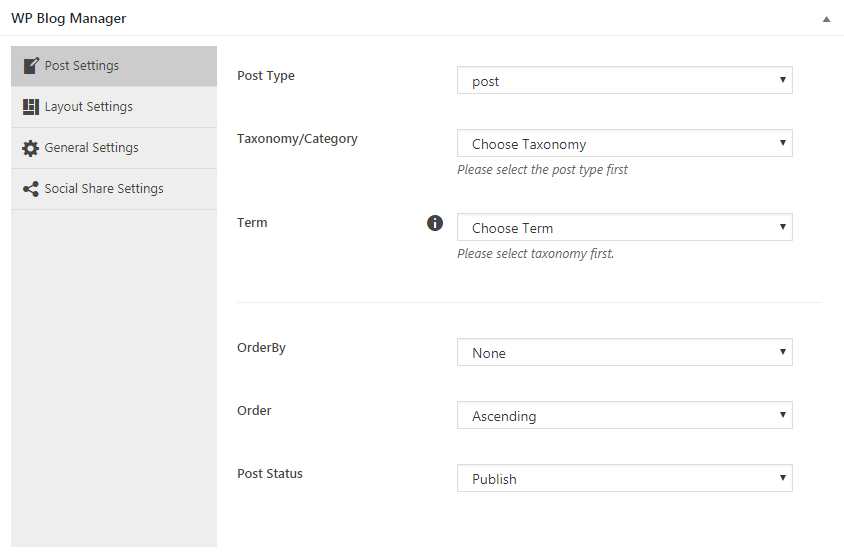 WP Blog Manager
Post Settings
Layout Settings
General Settings
Social Share Settings
Post Type
post
Taxonomy/Category
Choose Taxonomy
Please select the post type first
Term
Choose Term
Please select taxonomy first.
OrderBy
None
Order
Ascending
Post Status
Publish